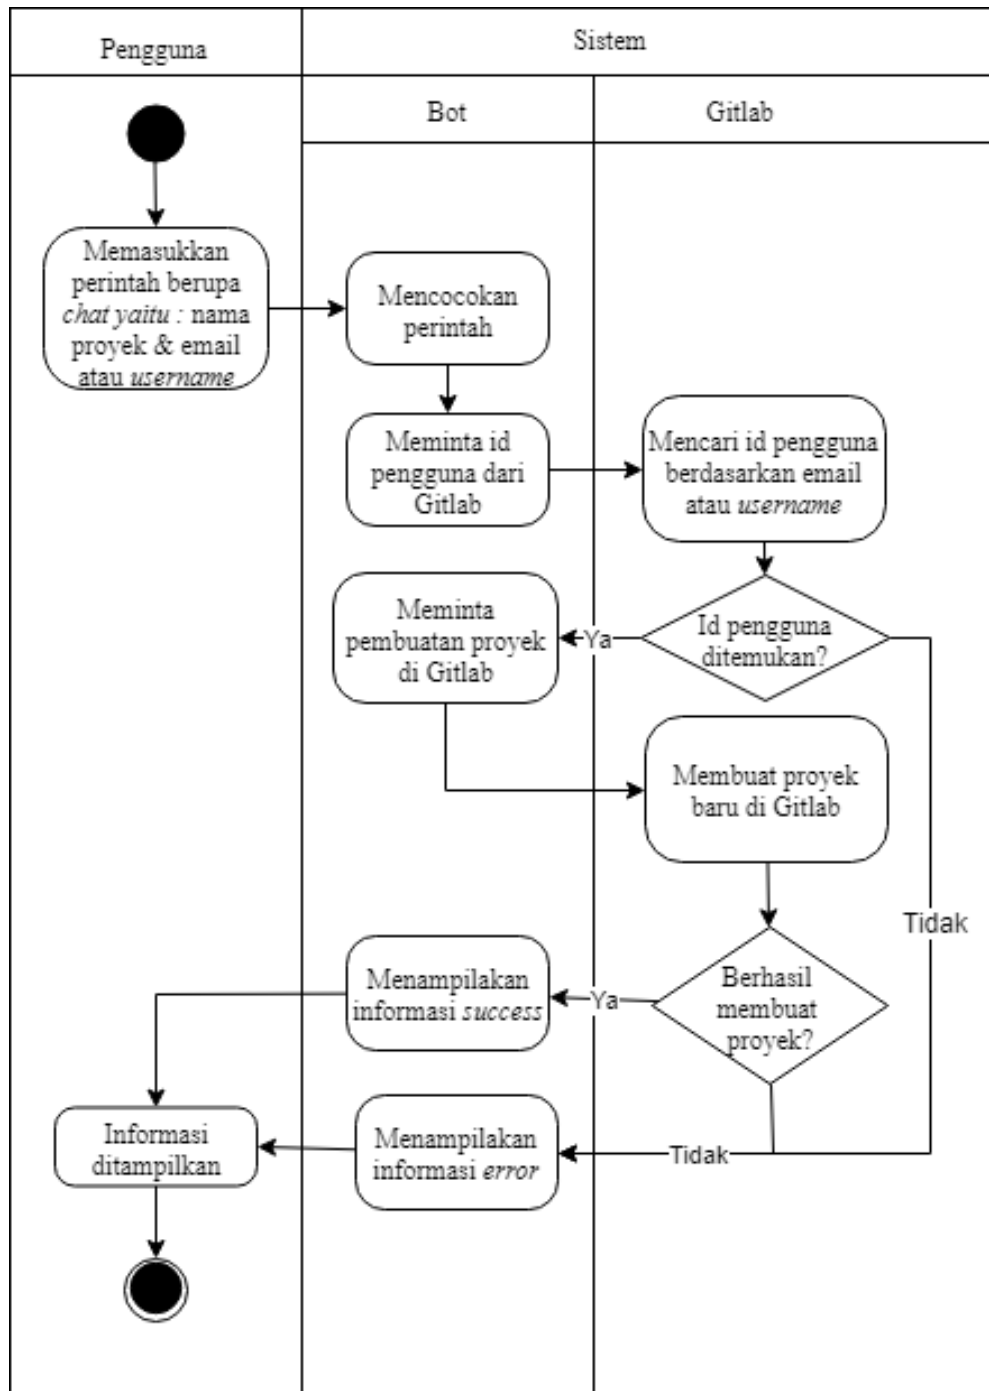 Pengguna
Sistem
Bot
Gitlab
Memasukkan
perintah berupa
chat yaitu : nama
proyek & email
atau username
Mencocokan
perintah
Meminta id
pengguna dari
Gitlab
Mencari id pengguna
berdasarkan email
atau username
Id pengguna
ditemukan?
Ya
Meminta
pembuatan proyek
di Gitlab
Membuat proyek
baru di Gitlab
Tidak
Berhasil
membuat
proyek?
Ya
Menampilakan
informasi success
Tidak
Menampilakan
informasi error
Informasi
ditampilkan